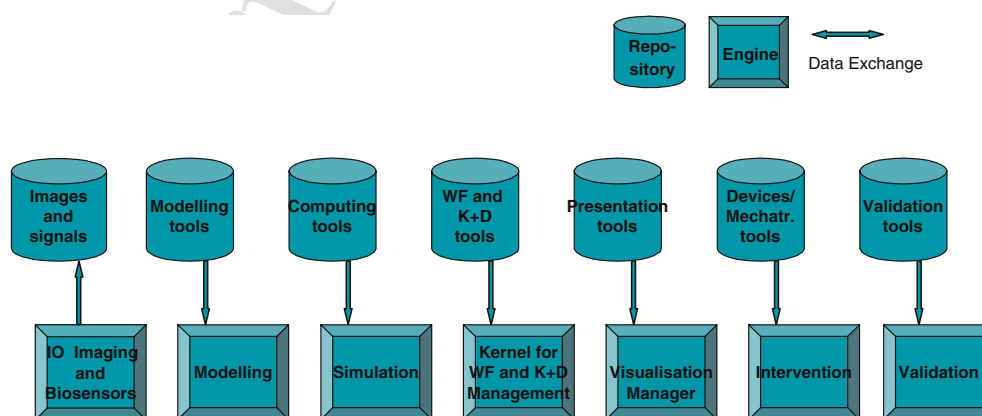 Repo-
sitory
Engine
Data Exchange
Images
and
signals
Modelling
tools
Computing
tools
WF and
K+D
tools
Presentation
tools
Devices/
Mechatr.
tools
Validation
tools
IO Imaging
and
Biosensors
Modelling
Simulation
Kernel for
WF and K+D
Management
Visualisation
Manager
Intervention
Validation